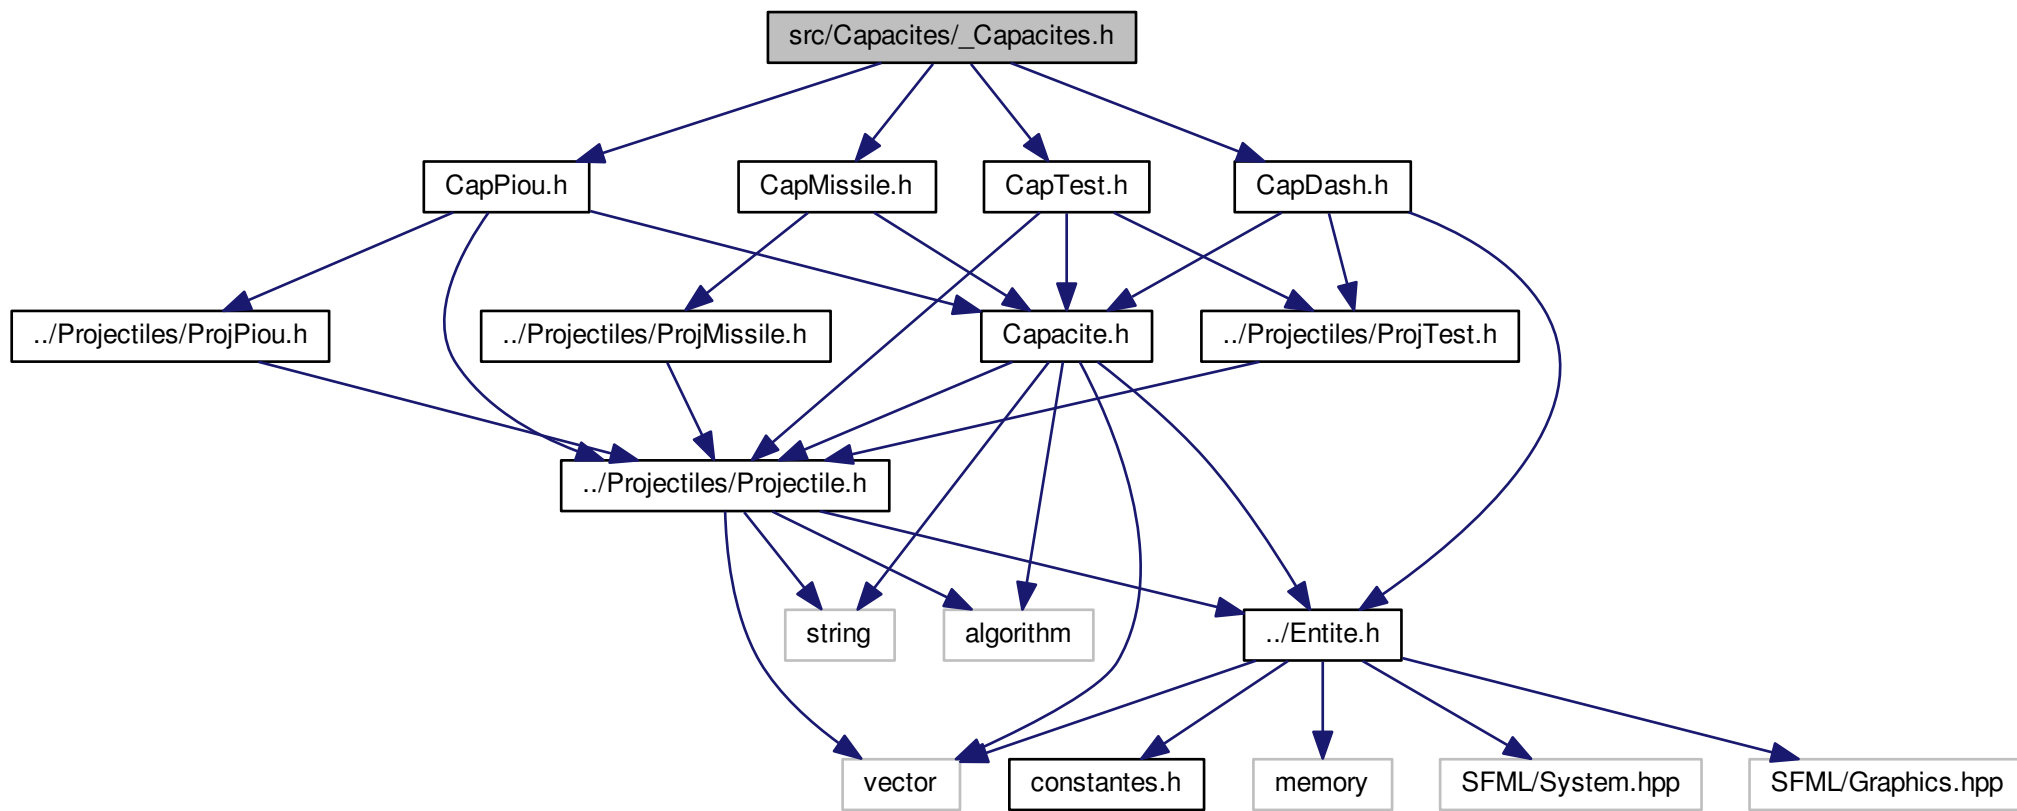 src/Capacites/_Capacites.h
CapPiou.h
CapMissile.h
CapTest.h
CapDash.h
../Projectiles/ProjPiou.h
../Projectiles/ProjMissile.h
Capacite.h
../Projectiles/ProjTest.h
../Projectiles/Projectile.h
string
algorithm
../Entite.h
vector
constantes.h
memory
SFML/System.hpp
SFML/Graphics.hpp